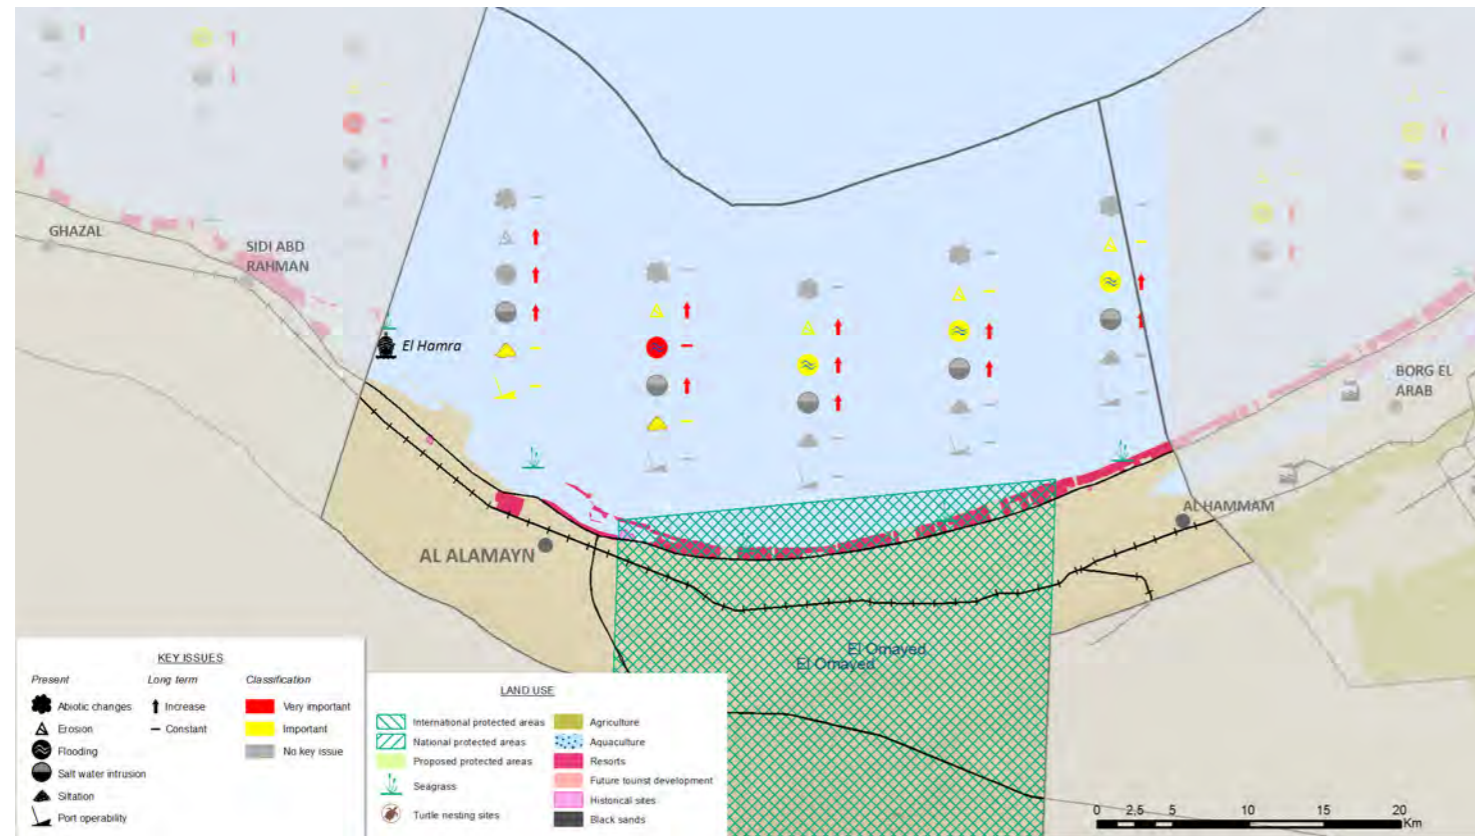 GHAZAL
SIDI ABD
RAHMAN
El Hamra
BORG EL
ARAB
AL HAMMAM
AL ALAMAYN
El Omayed
El Omayed
KEY ISSUES
Present Long term Classification
Abiotic changes Increase Very important
Erosion Constant Important
Flooding No key issue
Salt water intrusion
Siltation
Port operability
LAND USE
International protected areas Agriculture
National protected areas Aquaculture
Proposed protected areas Resorts
Seagrass Future tourist development
Turtle nesting sites Historical sites
Black sands
0 2,5 5 10 15 20
Km